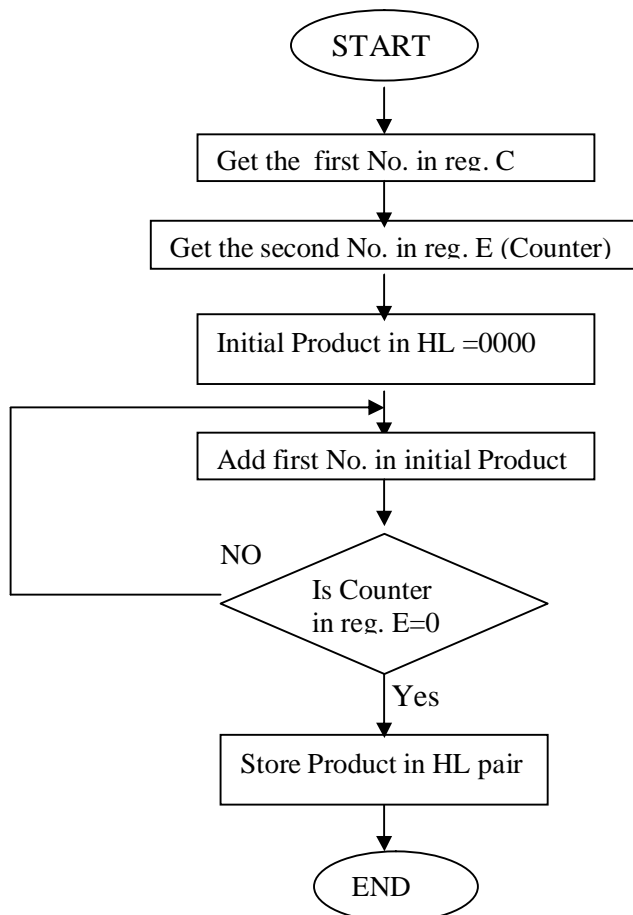 START
Get the first No. in reg. C
Get the second No. in reg. E (Counter)
Initial Product in HL =0000
Add first No. in initial Product
NO
Is Counter
in reg. E=0
Yes
Store Product in HL pair
END